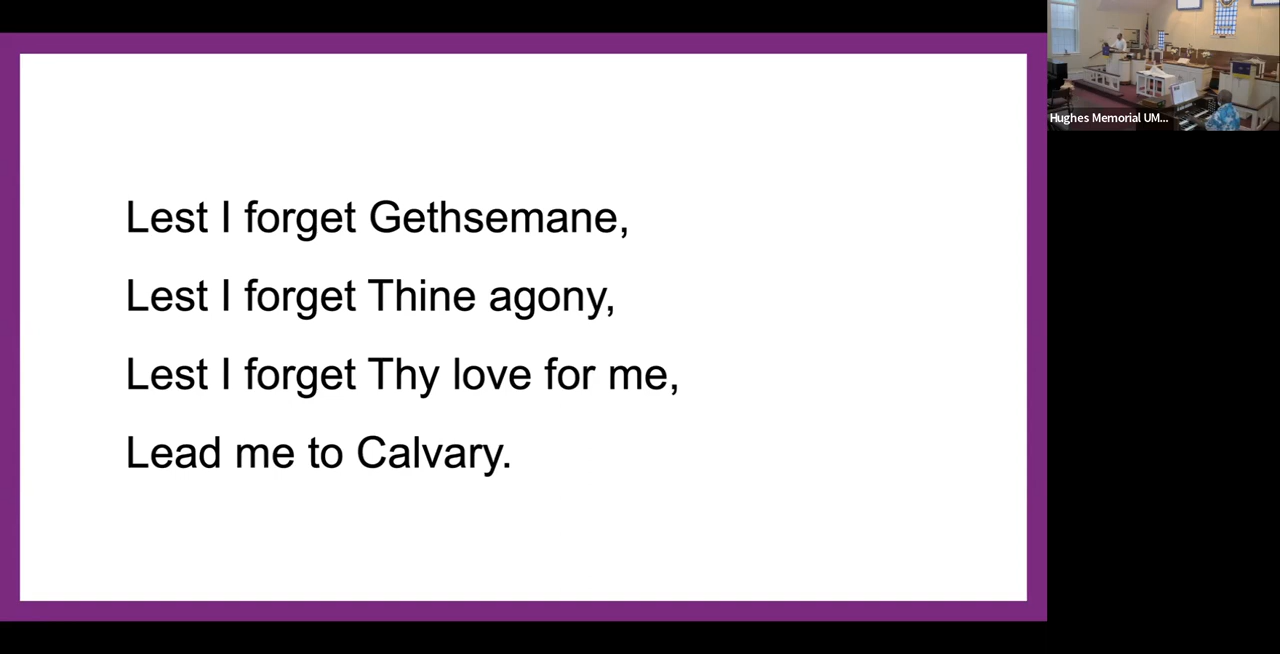 Lest I forget Gethsemane,
Lest I forget Thine agony,
Lest I forget Thy love for me,
Lead me to Calvary.
Hughes Memorial UM...